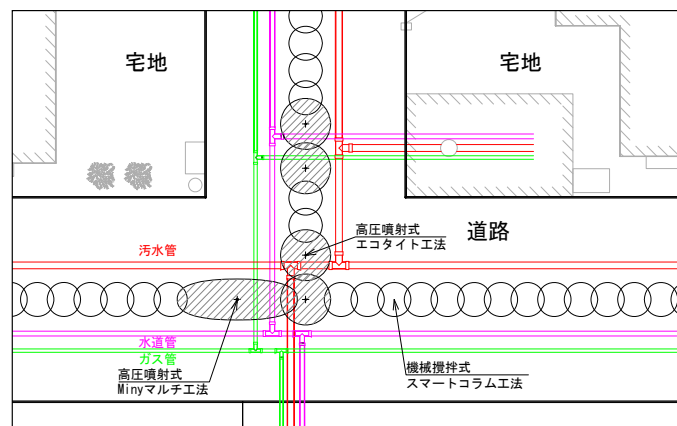 宅地
宅地
高圧噴射式
エコタイト工法
道路
汚水管
水道管
ガス管
高圧噴射式
Minyマルチ工法
機械攪拌式
スマートコラム工法